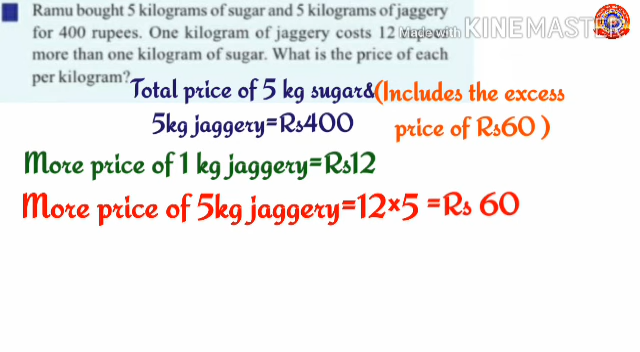 Ramu bought 5 kilograms of sugar and 5 kilograms of jaggery
for 400 rupees. One kilogram of jaggery costs 12
Made with KINEMASTER
more than one kilogram of sugar. What is the price of each
per kilogram?
Total price of 5 kg sugar&
5kg jaggery=Rs400
(Includes the excess
price of Rs60 )
More price of 1 kg jaggery=Rs12
More price of 5kg jaggery=12×5 =Rs 60